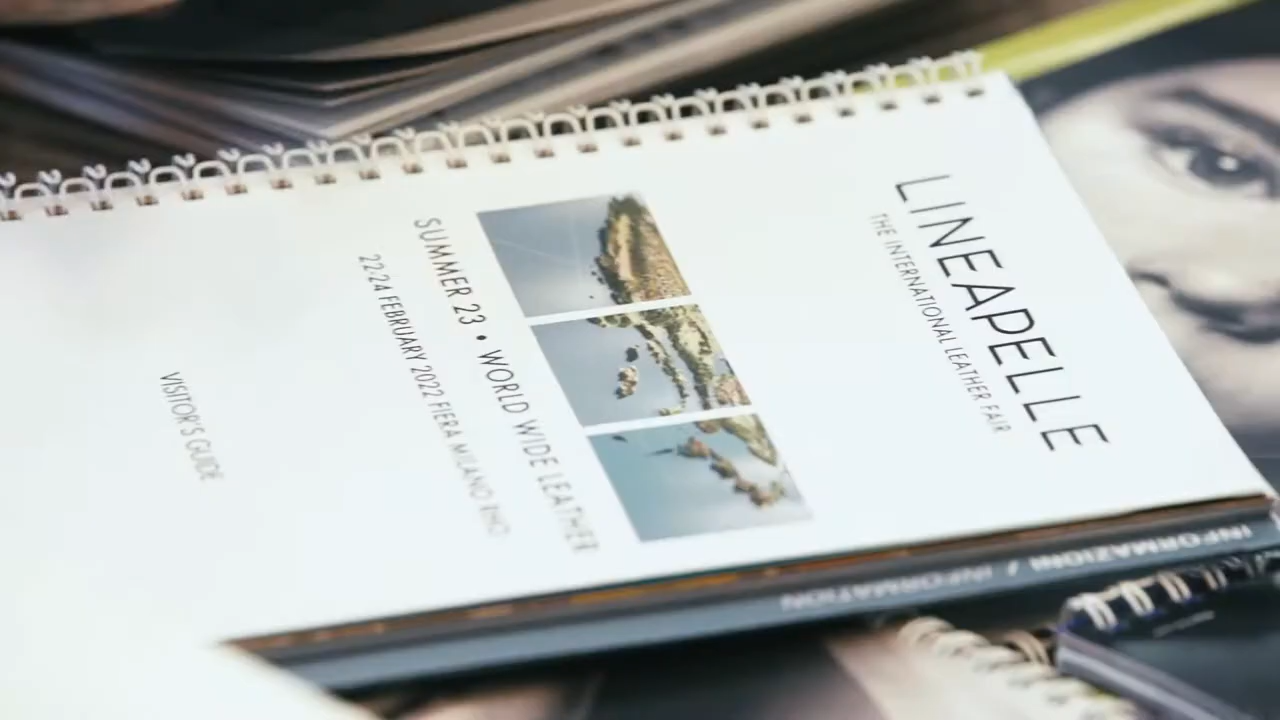 LINEAPELLE
THE INTERNATIONAL LEATHER FAIR
SUMMER 23 • WORLD WIDE LEATHER
22-24 FEBRUARY 2022 FIERA MILANO RHO
VISITOR'S GUIDE
INFORMAZIONI / INFORMATION